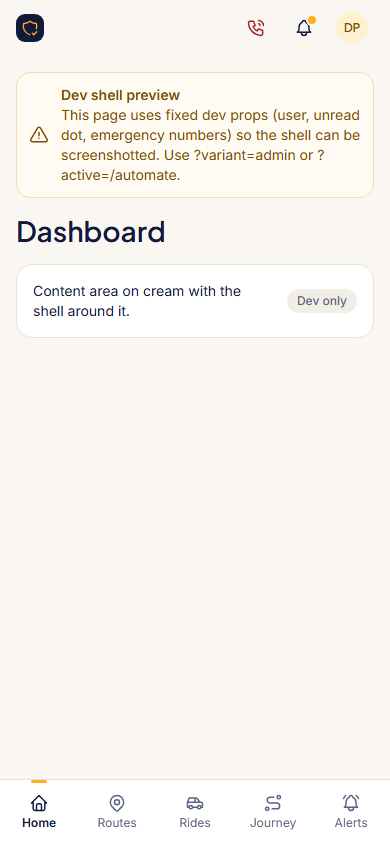 DP
Dev shell preview
This page uses fixed dev props (user, unread
dot, emergency numbers) so the shell can be
screenshotted. Use ?variant=admin or ?
active=/automate.
Dashboard
Content area on cream with the
shell around it.
Dev only
Home
Routes
Rides
Journey
Alerts